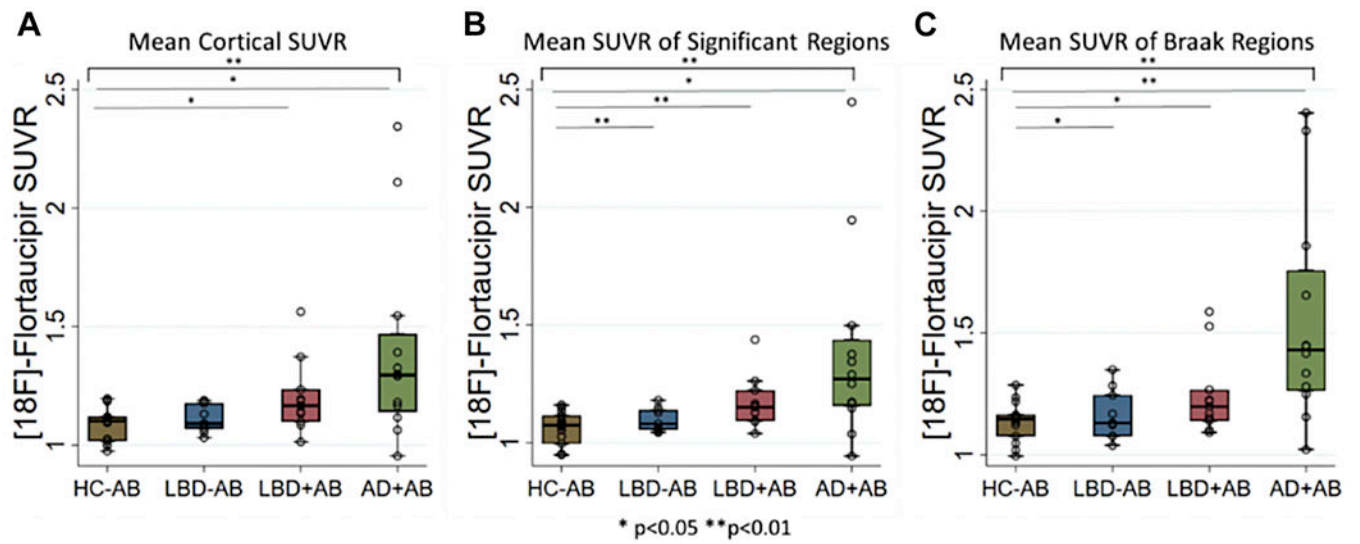 A
Mean Cortical SUVR
**
*
*
[18F]-Flortaucipir SUVR
2.5
2
1.5
1
HC-AB LBD-AB LBD+AB AD+AB
B
Mean SUVR of Significant Regions
**
*
**
**
[18F]-Flortaucipir SUVR
2.5
2
1.5
1
HC-AB LBD-AB LBD+AB AD+AB
C
Mean SUVR of Braak Regions
**
**
*
*
[18F]-Flortaucipir SUVR
2.5
2
1.5
1
HC-AB LBD-AB LBD+AB AD+AB
* p<0.05 **p<0.01